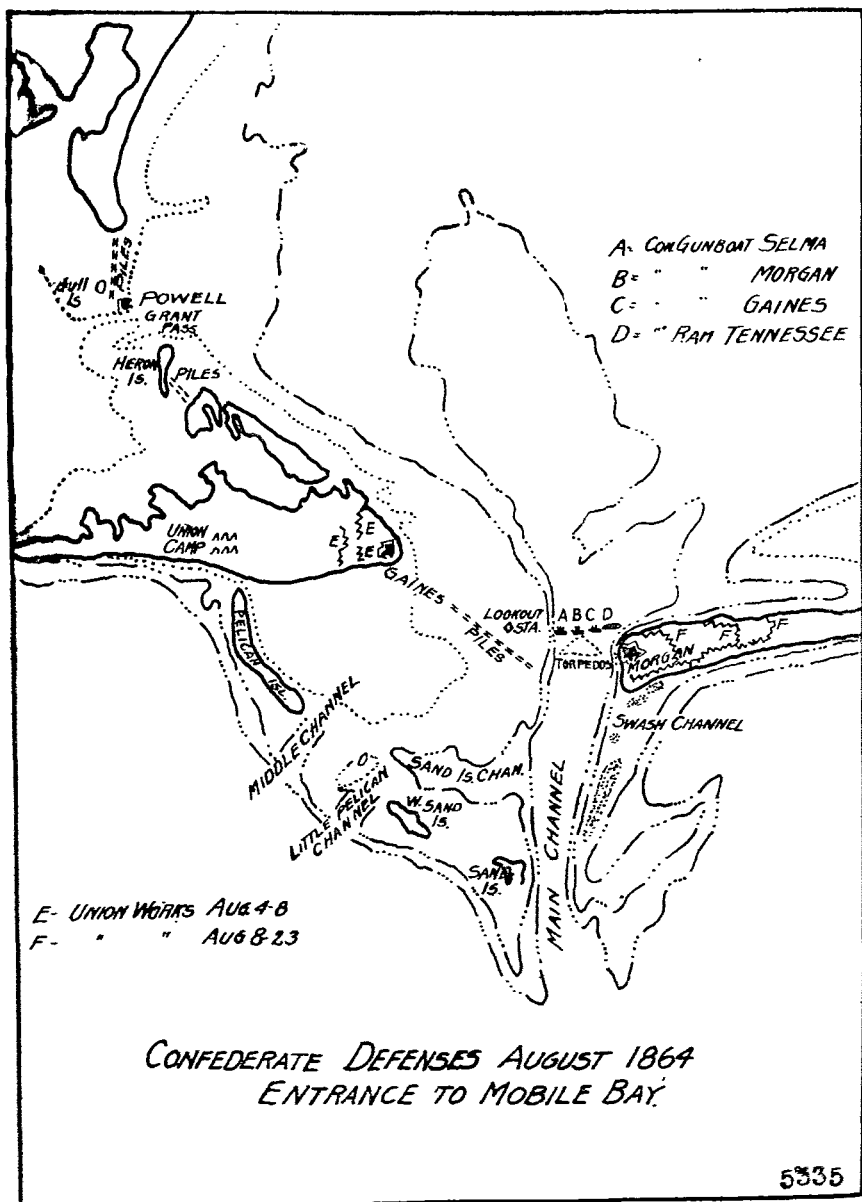 A= CON GUNBOAT SELMA
B= " " MORGAN
C= " " GAINES
D= " RAM TENNESSEE
PILES
O
IS
POWELL
GRANT
PASS
HERON
IS.
PILES
UNION
CAMP
E
E
E
GAINES
PILES
LOOKOUT
STA.
A B C D
TORPEDOS
MORGAN
F
F
F
SWASH CHANNEL
PELICAN
ISL.
MIDDLE CHANNEL
SAND IS. CHAN.
LITTLE PELICAN
CHANNEL
W. SAND
IS.
SAND
IS.
MAIN CHANNEL
E- UNION WORKS AUG 4-8
F- " " AUG 8-23
CONFEDERATE DEFENSES AUGUST 1864
ENTRANCE TO MOBILE BAY.
5335